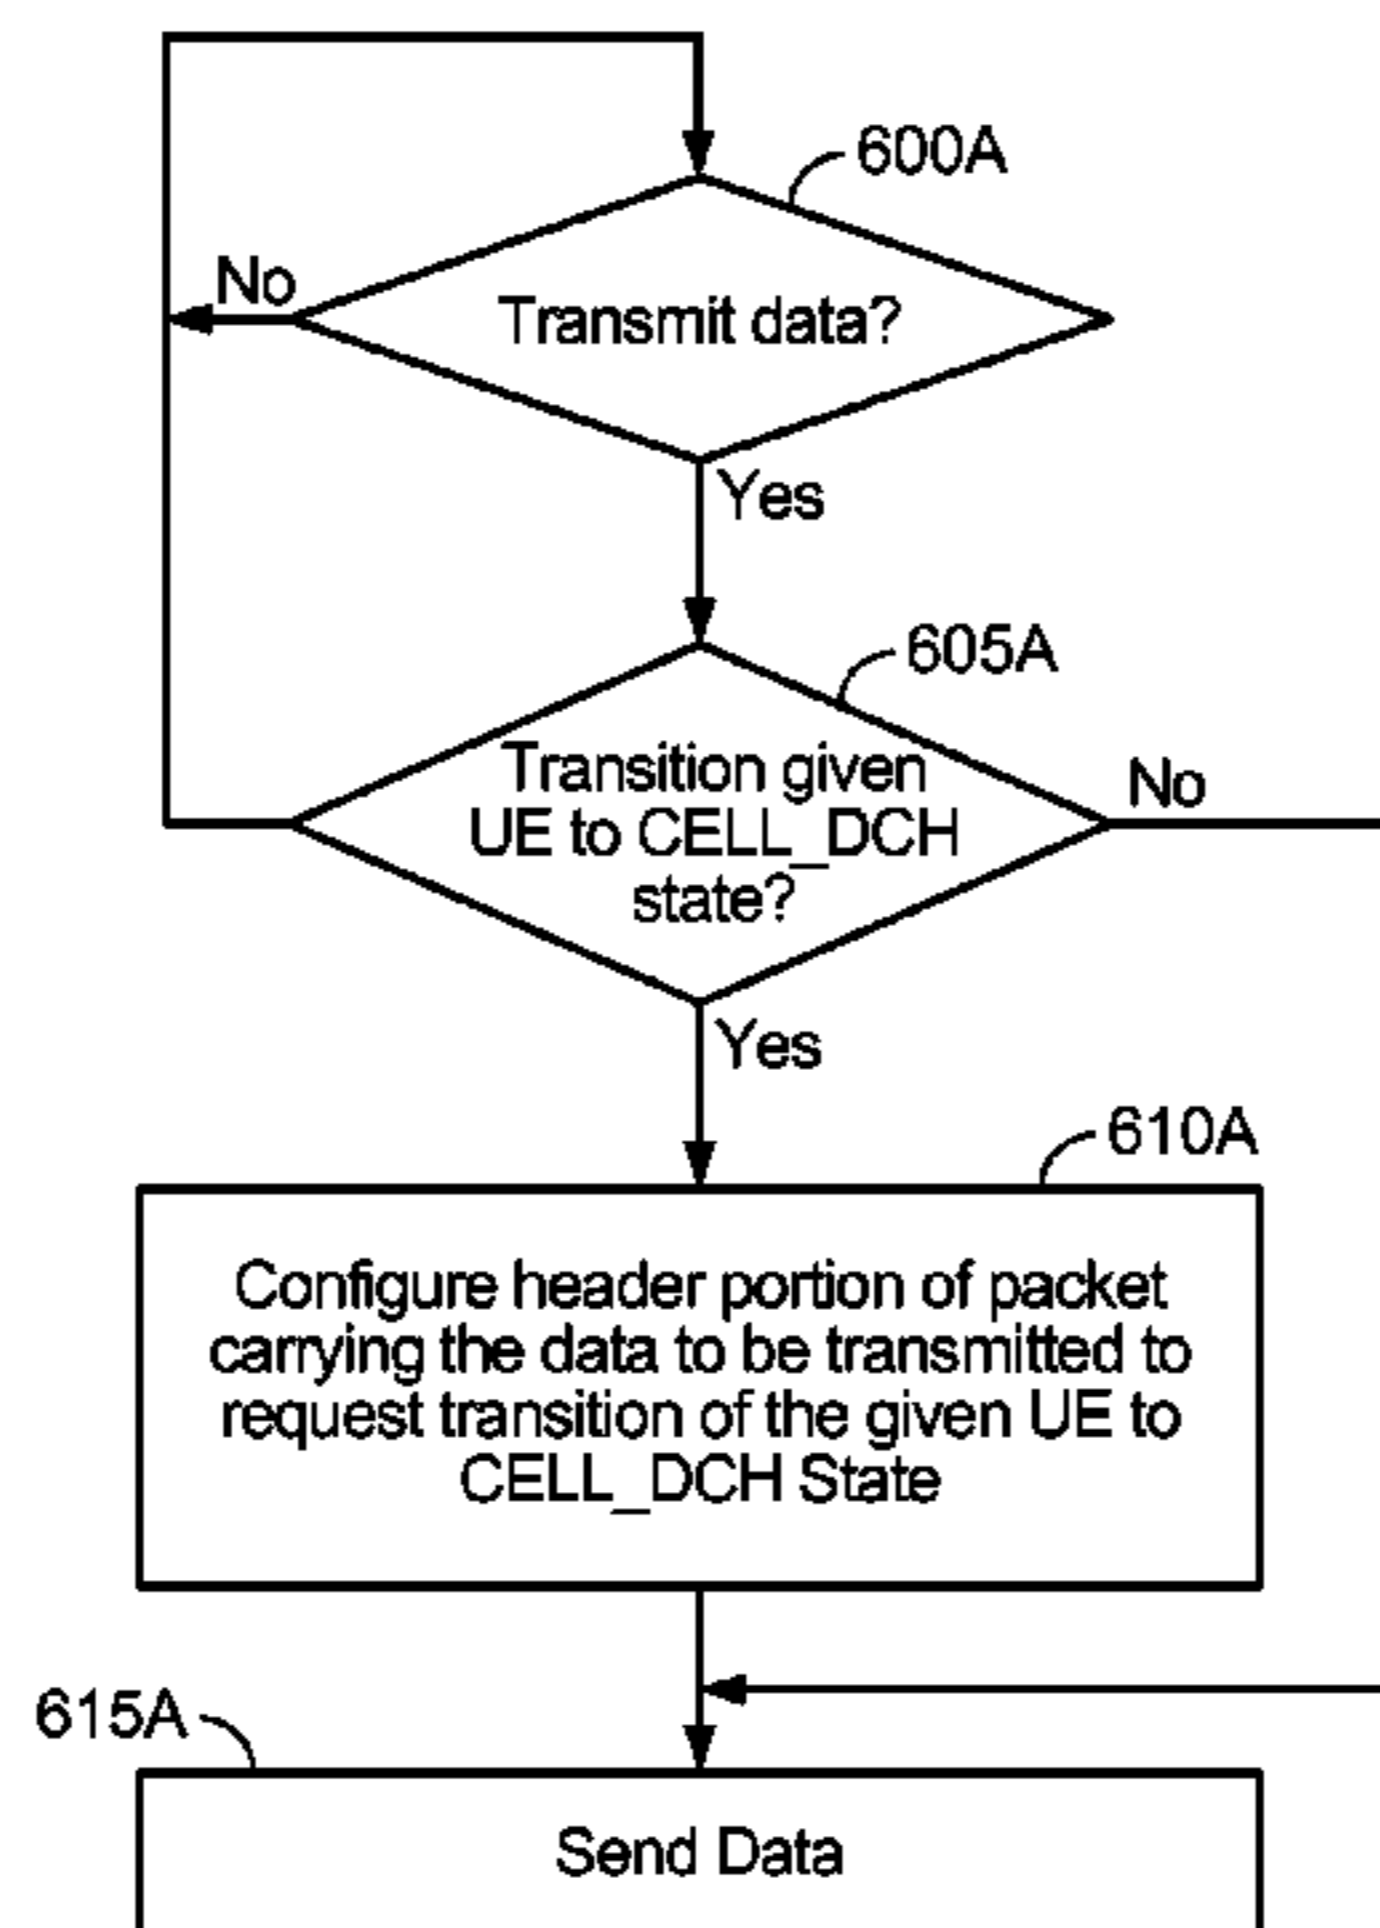 600A
No
Transmit data?
Yes
605A
Transition given
UE to CELL_DCH
state?
No
Yes
610A
Configure header portion of packet
carrying the data to be transmitted to
request transition of the given UE to
CELL_DCH State
615A
Send Data